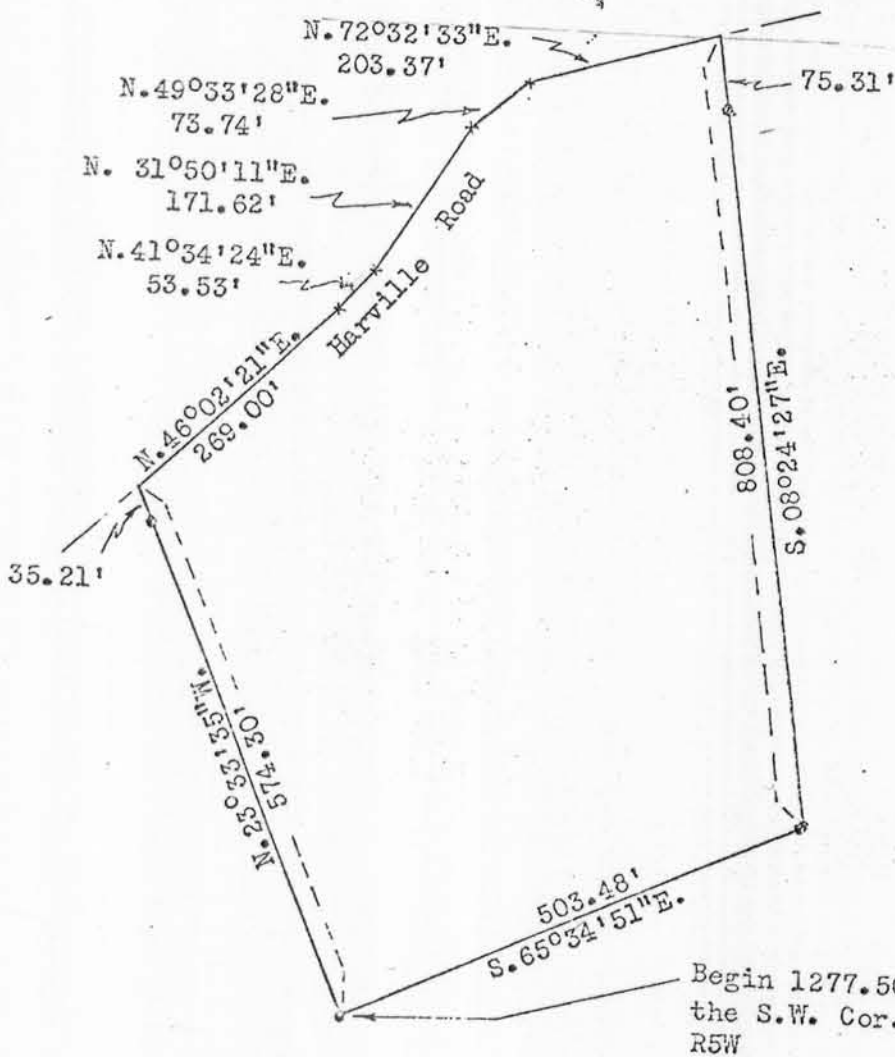 N.72°32'33"E.
203.37'
75.31'
N.49°33'28"E.
73.74'
N. 31°50'11"E.
171.62'
N.41°34'24"E.
53.53'
Harville Road
N.46°02'21"E.
269.00'
808.40'
S.08°24'27"E.
35.21'
N.23°33'35"W.
574.30'
503.48'
S.65°34'51"E.
Begin 1277.56
the S.W. Cor.
R5W